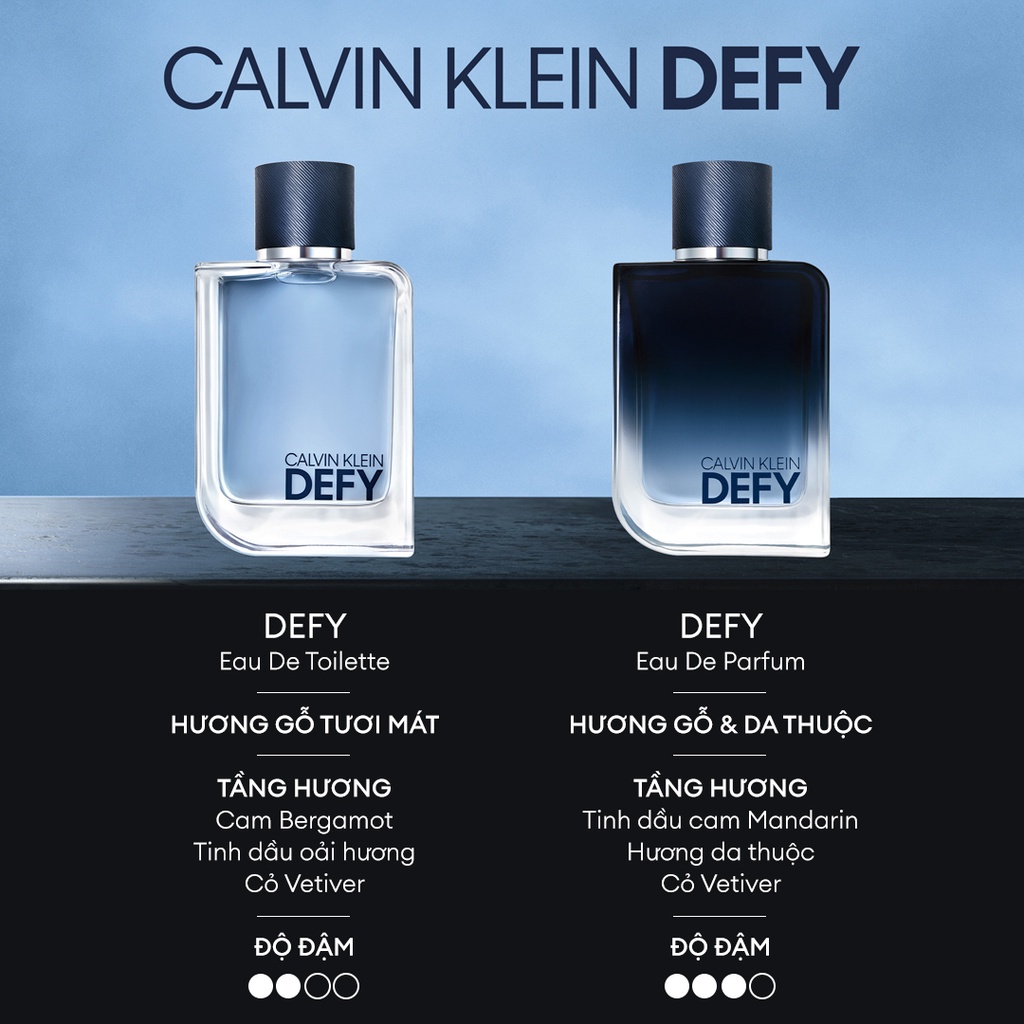 CALVIN KLEIN DEFY
CALVIN KLEIN
DEFY
CALVIN KLEIN
DEFY
DEFY
Eau De Toilette
HƯƠNG GỖ TƯƠI MÁT
TẦNG HƯƠNG
Cam Bergamot
Tinh dầu oải hương
Cỏ Vetiver
ĐỘ ĐẬM
DEFY
Eau De Parfum
HƯƠNG GỖ & DA THUỘC
TẦNG HƯƠNG
Tinh dầu cam Mandarin
Hương da thuộc
Cỏ Vetiver
ĐỘ ĐẬM